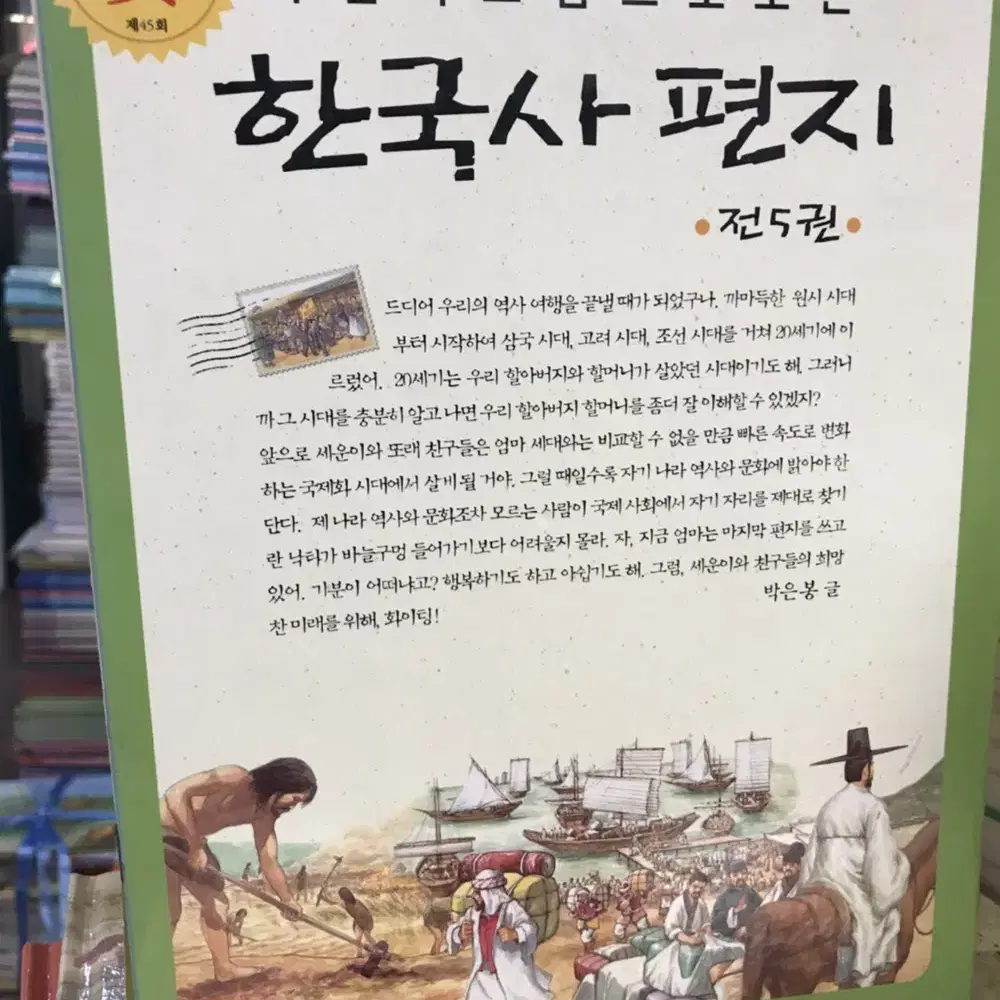 제45회
한국사 편지
전5권
드디어 우리의 역사 여행을 끝낼 때가 되었구나. 까마득한 원시 시대
부터 시작하여 삼국 시대, 고려 시대, 조선 시대를 거쳐 20세기에 이
르렀어. 20세기는 우리 할아버지와 할머니가 살았던 시대이기도 해. 그러니
까 그 시대를 충분히 알고 나면 우리 할아버지 할머니를 좀더 잘 이해할 수 있겠지?
앞으로 세운이와 또래 친구들은 엄마 세대와는 비교할 수 없을 만큼 빠른 속도로 변화
하는 국제화 시대에서 살게 될 거야. 그럴 때일수록 자기 나라 역사와 문화에 밝아야 한
단다. 제 나라 역사와 문화조차 모르는 사람이 국제 사회에서 자기 자리를 제대로 찾기
란 낙타가 바늘구멍 들어가기보다 어려울지 몰라. 자, 지금 엄마는 마지막 편지를 쓰고
있어. 기분이 어떠냐고? 행복하기도 하고 아쉽기도 해. 그럼, 세운이와 친구들의 희망
찬 미래를 위해, 화이팅!
박은봉 글